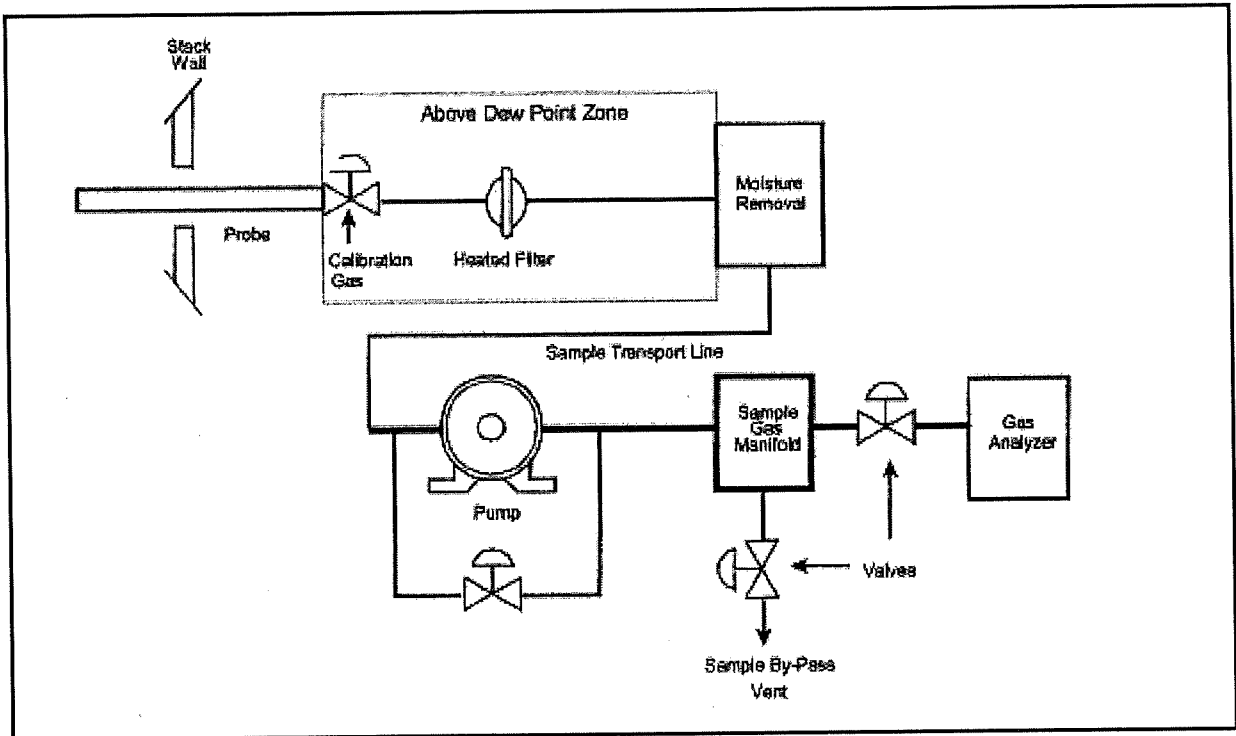 Stack
Wall
Above Dew Point Zone
Probe
Calibration
Gas
Heated Filter
Moisture
Removal
Sample Transport Line
Pump
Sample
Gas
Manifold
Gas
Analyzer
Valves
Sample By-Pass
Vent